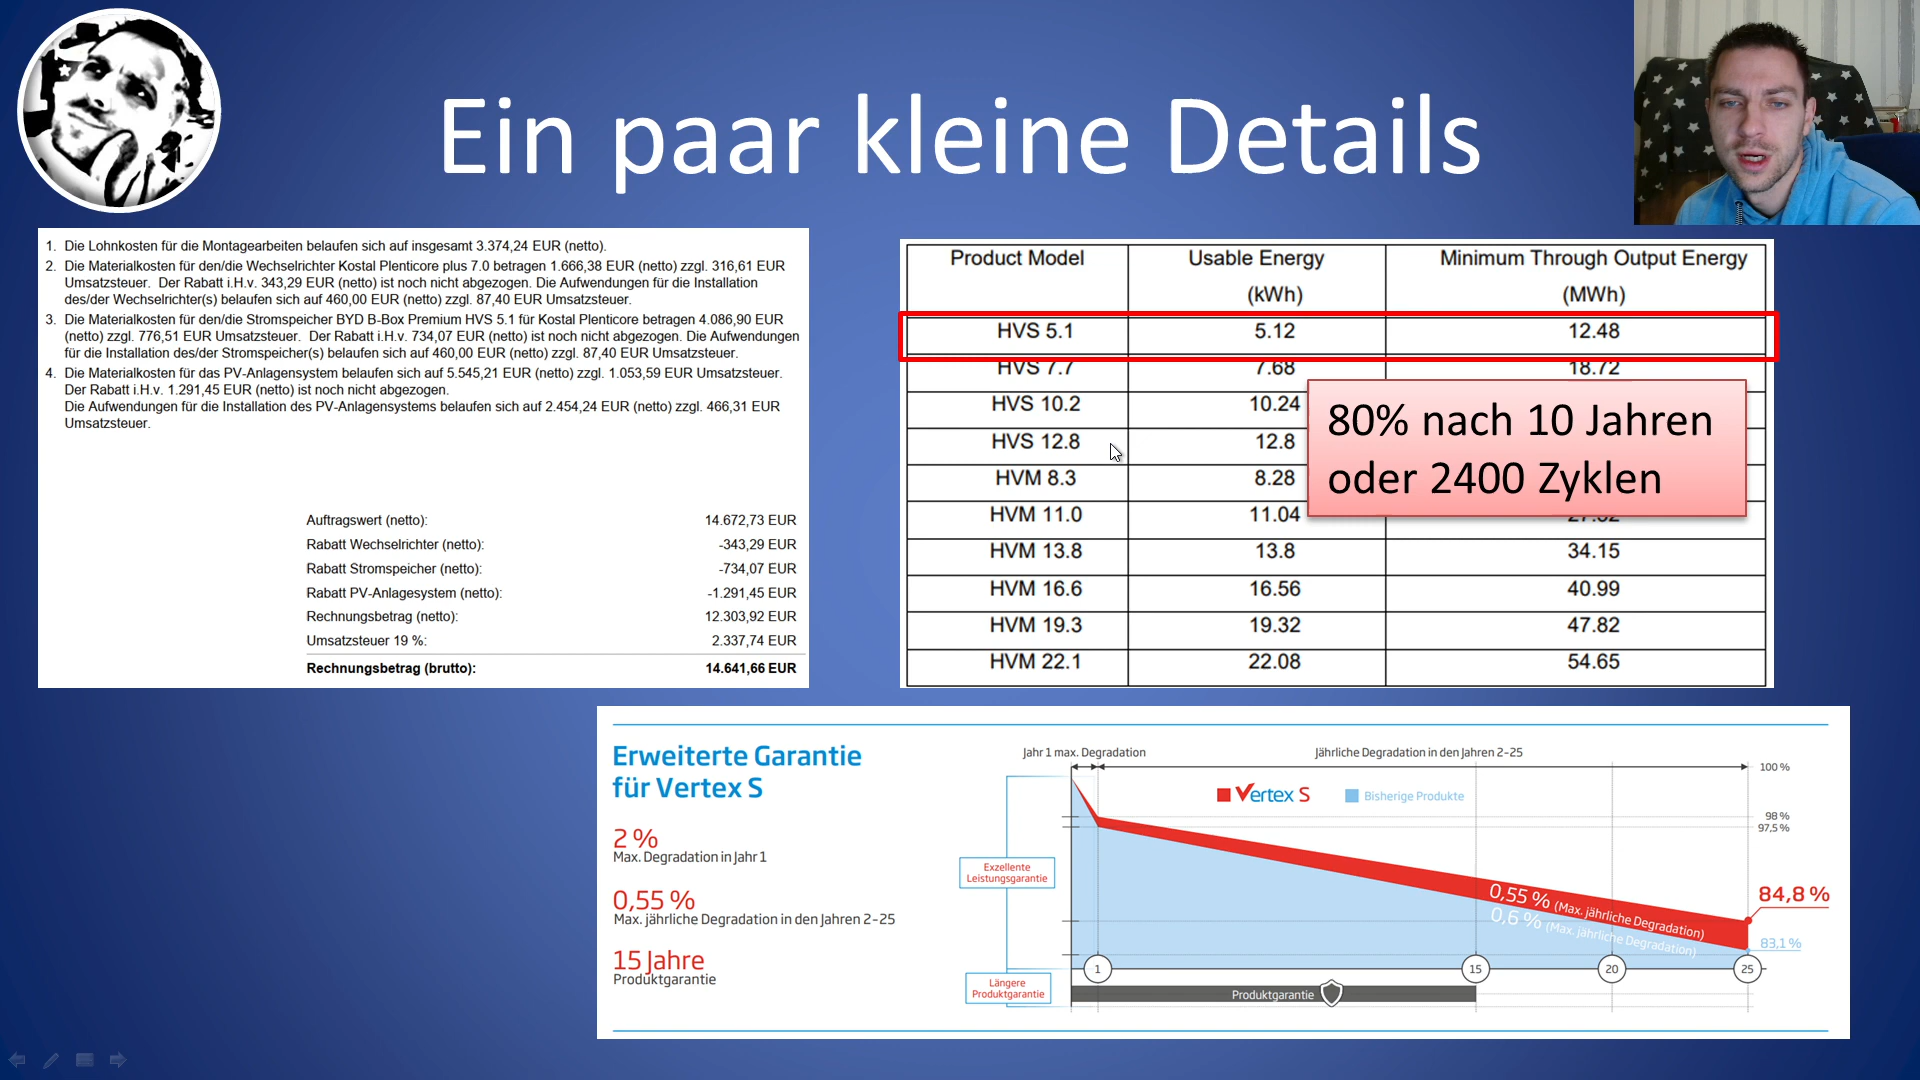 Ein paar kleine Details
1. Die Lohnkosten für die Montagearbeiten belaufen sich auf insgesamt 3.374,24 EUR (netto).
2. Die Materialkosten für den/die Wechselrichter Kostal Plenticore plus 7.0 betragen 1.666,38 EUR (netto) zzgl. 316,61 EUR
Umsatzsteuer. Der Rabatt i.H.v. 343,29 EUR (netto) ist noch nicht abgezogen. Die Aufwendungen für die Installation
des/der Wechselrichter(s) belaufen sich auf 460,00 EUR (netto) zzgl. 87,40 EUR Umsatzsteuer.
3. Die Materialkosten für den/die Stromspeicher BYD B-Box Premium HVS 5.1 für Kostal Plenticore betragen 4.086,90 EUR
(netto) zzgl. 776,51 EUR Umsatzsteuer. Der Rabatt i.H.v. 734,07 EUR (netto) ist noch nicht abgezogen. Die Aufwendungen
für die Installation des/der Stromspeicher(s) belaufen sich auf 460,00 EUR (netto) zzgl. 87,40 EUR Umsatzsteuer.
4. Die Materialkosten für das PV-Anlagensystem belaufen sich auf 5.545,21 EUR (netto) zzgl. 1.053,59 EUR Umsatzsteuer.
Der Rabatt i.H.v. 1.291,45 EUR (netto) ist noch nicht abgezogen.
Die Aufwendungen für die Installation des PV-Anlagensystems belaufen sich auf 2.454,24 EUR (netto) zzgl. 466,31 EUR
Umsatzsteuer.
Auftragswert (netto): 14.672,73 EUR
Rabatt Wechselrichter (netto): -343,29 EUR
Rabatt Stromspeicher (netto): -734,07 EUR
Rabatt PV-Anlagesystem (netto): -1.291,45 EUR
Rechnungsbetrag (netto): 12.303,92 EUR
Umsatzsteuer 19 %: 2.337,74 EUR
Rechnungsbetrag (brutto): 14.641,66 EUR
Product Model Usable Energy Minimum Through Output Energy
(kWh) (MWh)
HVS 5.1 5.12 12.48
HVS 7.7 7.68 18.72
HVS 10.2 10.24
HVS 12.8 12.8
HVM 8.3 8.28
HVM 11.0 11.04
HVM 13.8 13.8 34.15
HVM 16.6 16.56 40.99
HVM 19.3 19.32 47.82
HVM 22.1 22.08 54.65
80% nach 10 Jahren
oder 2400 Zyklen
Erweiterte Garantie
für Vertex S
2 %
Max. Degradation in Jahr 1
0,55 %
Max. jährliche Degradation in den Jahren 2-25
15 Jahre
Produktgarantie
Jahr 1 max. Degradation Jährliche Degradation in den Jahren 2-25
100 %
Vertex S Bisherige Produkte
98 %
97,5 %
Exzellente
Leistungsgarantie
0,55 % (Max. jährliche Degradation)
84,8 %
0,6 % (Max. jährliche Degradation)
83,1 %
1 15 20 25
Längere
Produktgarantie
Produktgarantie